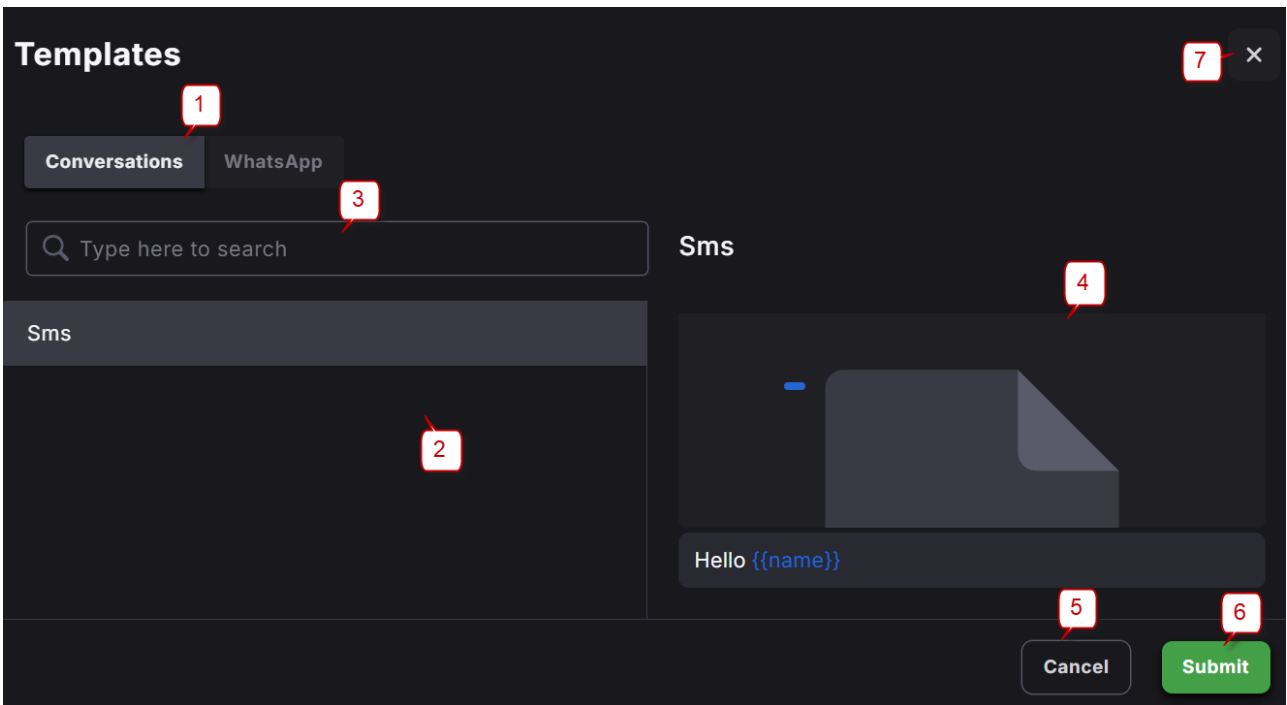 Templates
7
1
Conversations WhatsApp
3
Type here to search
Sms
4
Sms
2
Hello {{name}}
5
6
Cancel
Submit